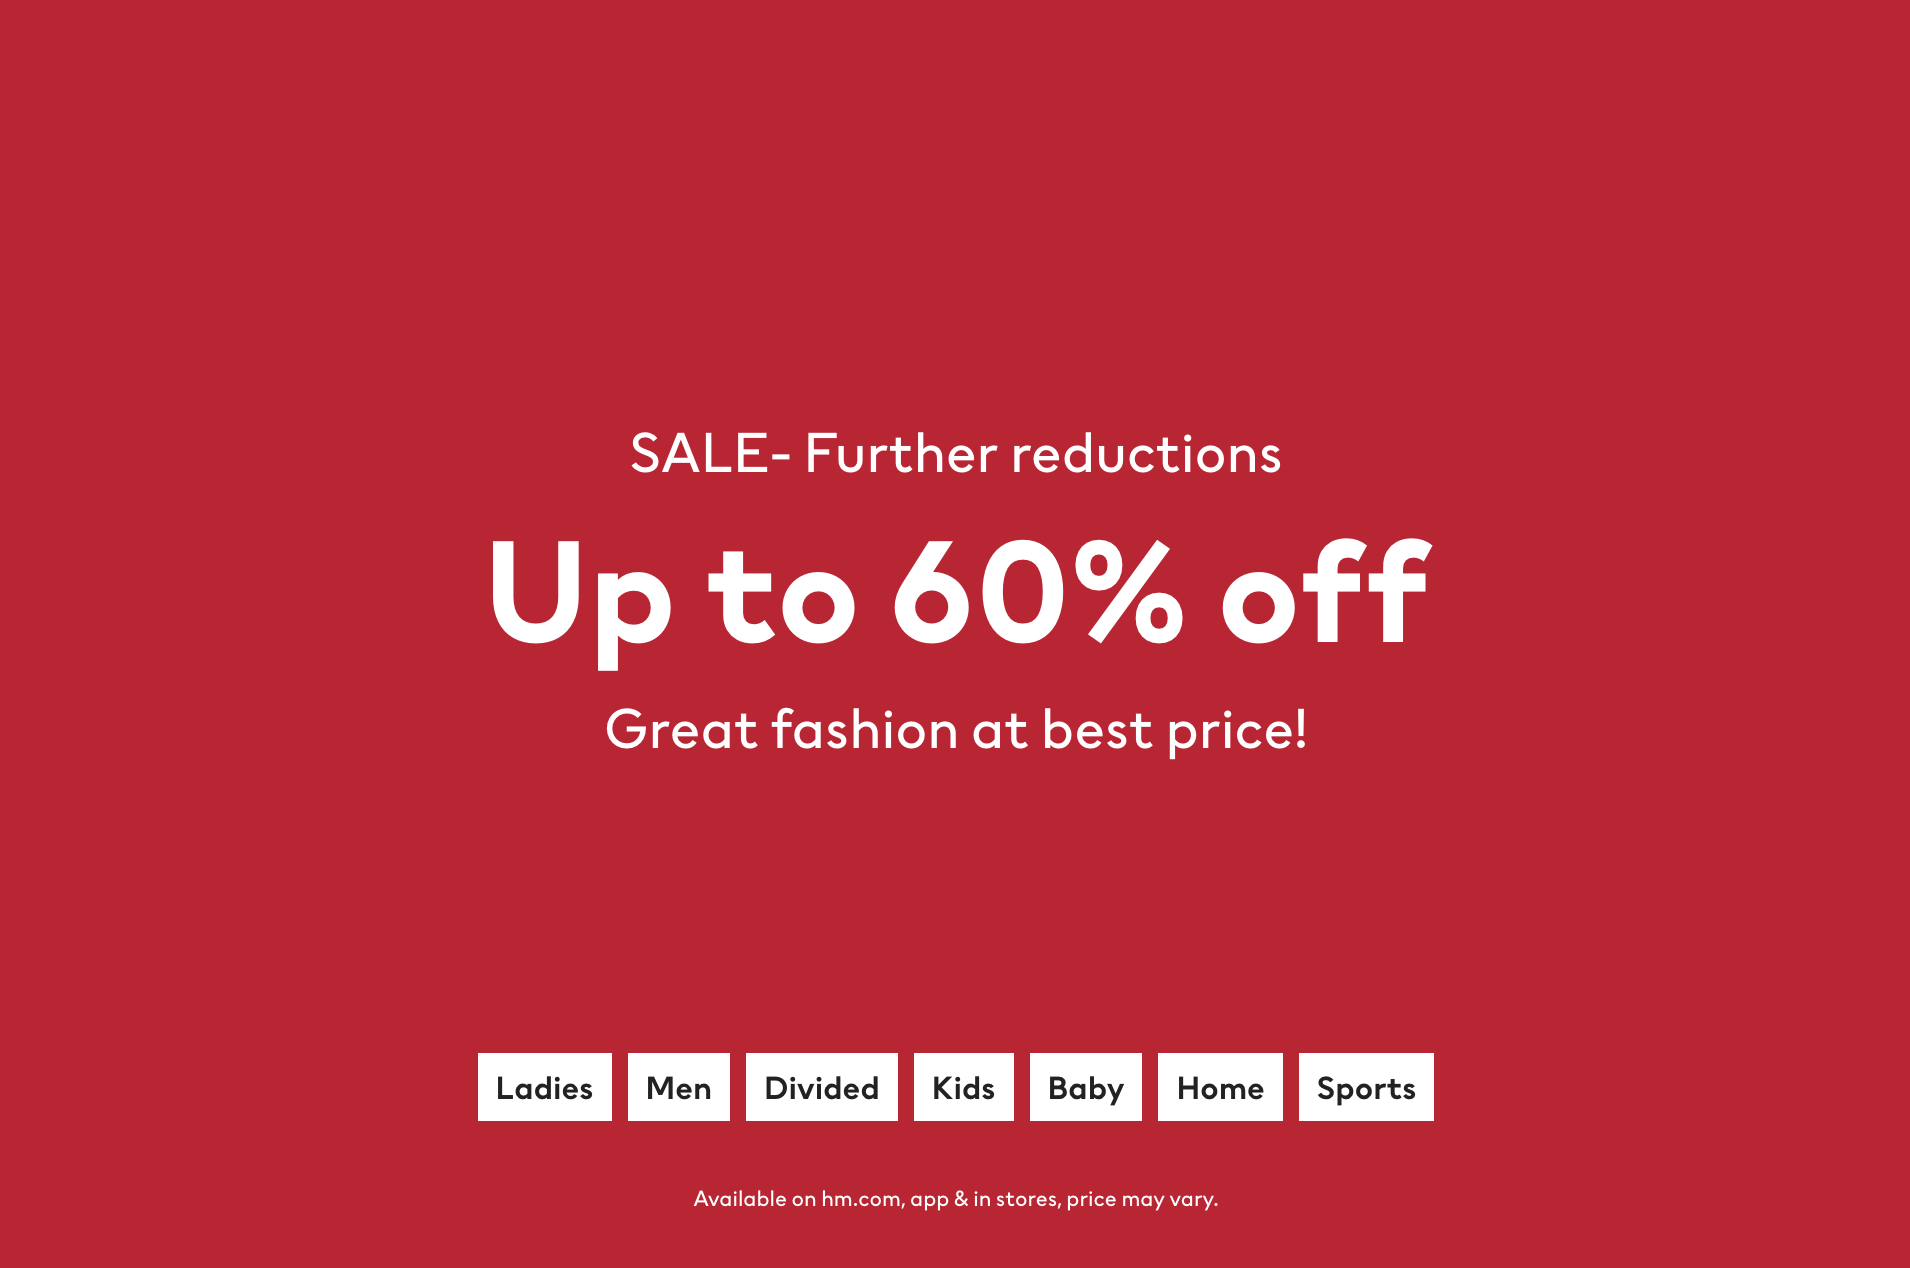 SALE- Further reductions
Up to 60% off
Great fashion at best price!
Ladies Men Divided Kids Baby Home Sports
Available on hm.com, app & in stores, price may vary.